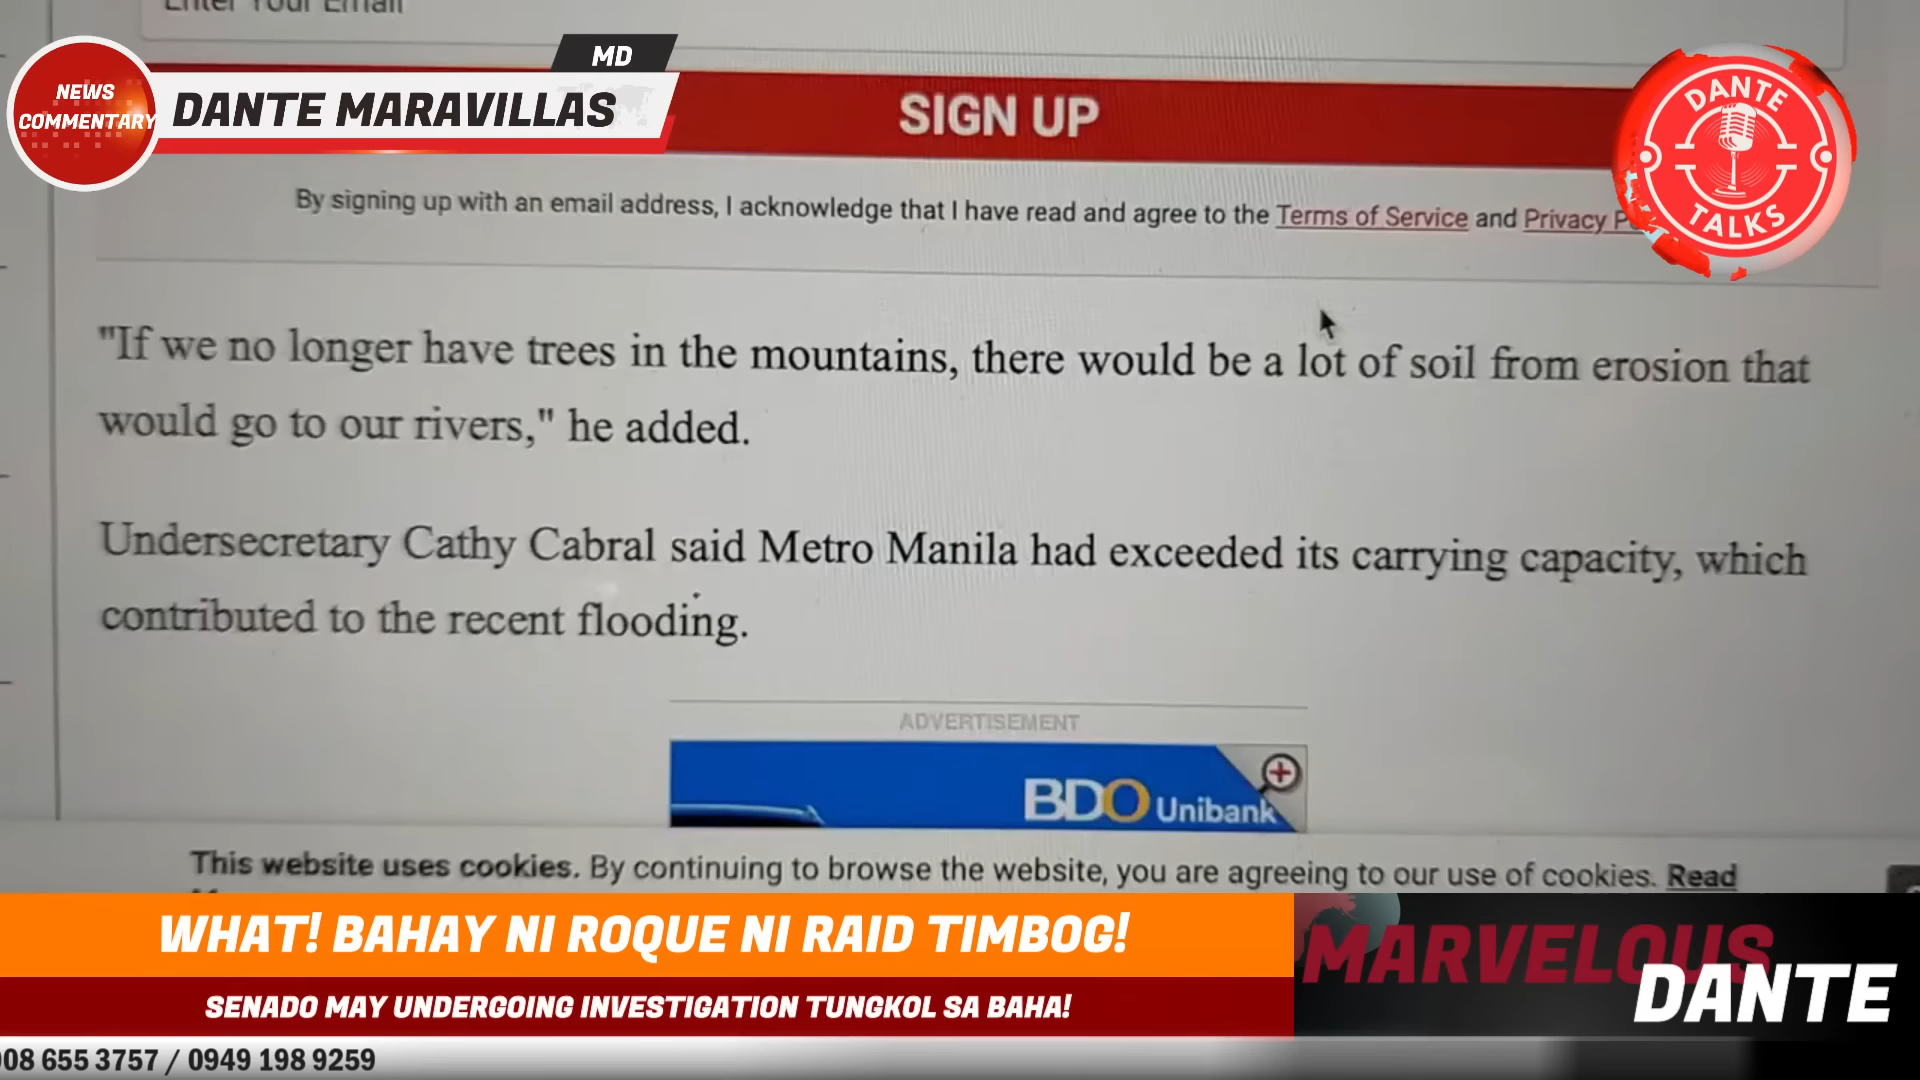 Enter Your Email
MD
NEWS
COMMENTARY
DANTE MARAVILLAS
SIGN UP
DANTE
TALKS
By signing up with an email address, I acknowledge that I have read and agree to the Terms of Service and Privacy
"If we no longer have trees in the mountains, there would be a lot of soil from erosion that
would go to our rivers," he added.
Undersecretary Cathy Cabral said Metro Manila had exceeded its carrying capacity, which
contributed to the recent flooding.
ADVERTISEMENT
BDO Unibank
This website uses cookies. By continuing to browse the website, you are agreeing to our use of cookies. Read
WHAT! BAHAY NI ROQUE NI RAID TIMBOG!
SENADO MAY UNDERGOING INVESTIGATION TUNGKOL SA BAHA!
MARVELOUS
DANTE
08 655 3757 / 0949 198 9259